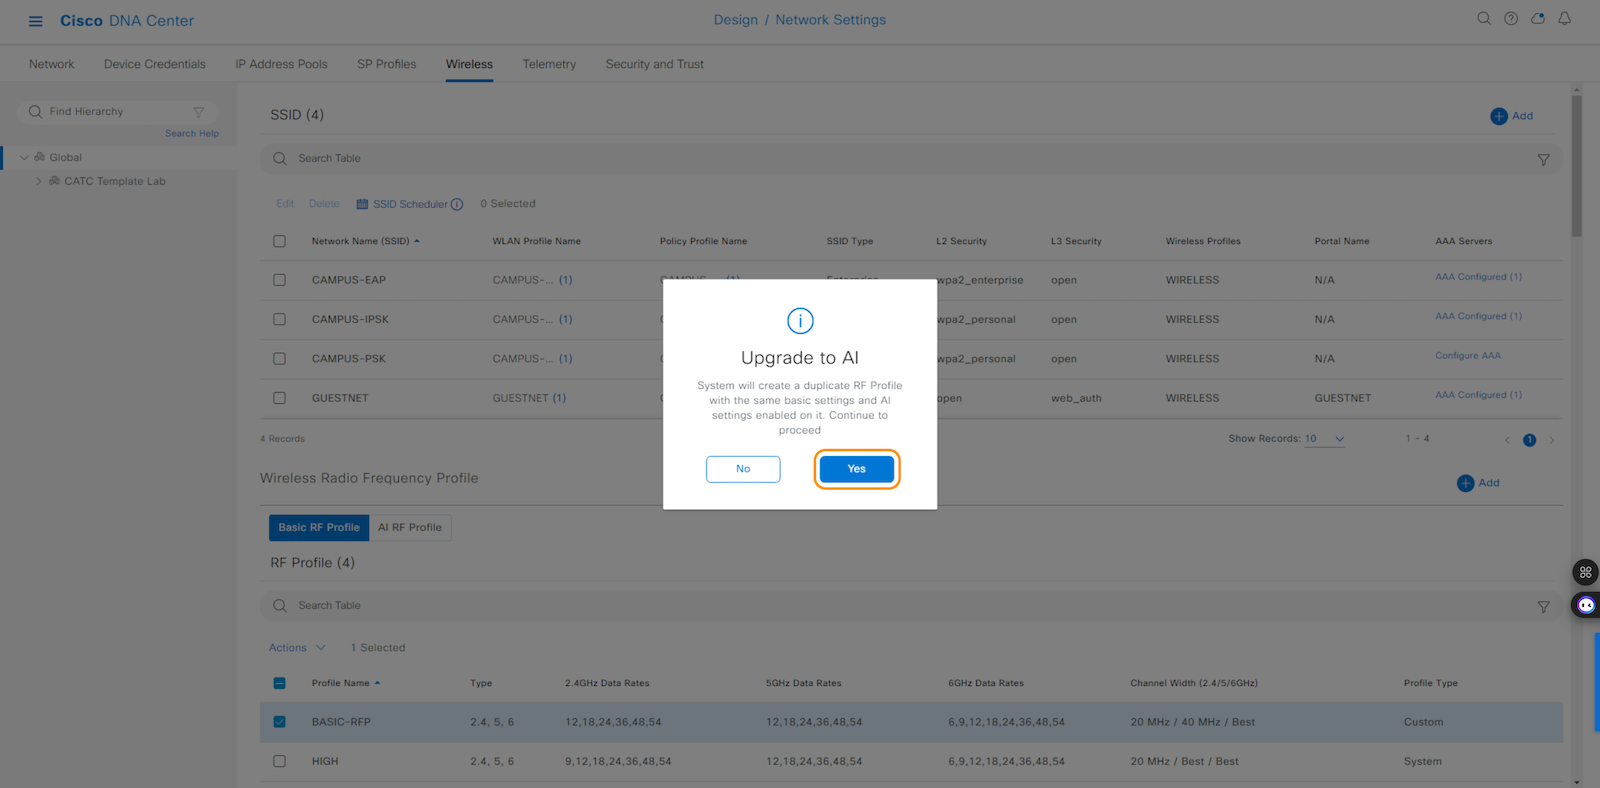 Cisco DNA Center
Design / Network Settings
Network Device Credentials IP Address Pools SP Profiles Wireless Telemetry Security and Trust
Find Hierarchy
Search Help
Global
CATC Template Lab
SSID (4)
Add
Search Table
Edit Delete SSID Scheduler 0 Selected
Network Name (SSID) WLAN Profile Name Policy Profile Name SSID Type L2 Security L3 Security Wireless Profiles Portal Name AAA Servers
CAMPUS-EAP CAMPUS-... (1) CAMPUS-... (1) Enterprise wpa2_enterprise open WIRELESS N/A AAA Configured (1)
CAMPUS-IPSK CAMPUS-... (1) wpa2_personal open WIRELESS N/A AAA Configured (1)
CAMPUS-PSK CAMPUS-... (1) wpa2_personal open WIRELESS N/A Configure AAA
GUESTNET GUESTNET (1) open web_auth WIRELESS GUESTNET AAA Configured (1)
4 Records Show Records: 10 1 - 4 1
Upgrade to AI
System will create a duplicate RF Profile
with the same basic settings and AI
settings enabled on it. Continue to
proceed
No Yes
Wireless Radio Frequency Profile
Add
Basic RF Profile AI RF Profile
RF Profile (4)
Search Table
Actions 1 Selected
Profile Name Type 2.4GHz Data Rates 5GHz Data Rates 6GHz Data Rates Channel Width (2.4/5/6GHz) Profile Type
BASIC-RFP 2.4, 5, 6 12,18,24,36,48,54 12,18,24,36,48,54 6,9,12,18,24,36,48,54 20 MHz / 40 MHz / Best Custom
HIGH 2.4, 5, 6 9,12,18,24,36,48,54 12,18,24,36,48,54 6,9,12,18,24,36,48,54 20 MHz / Best / Best System